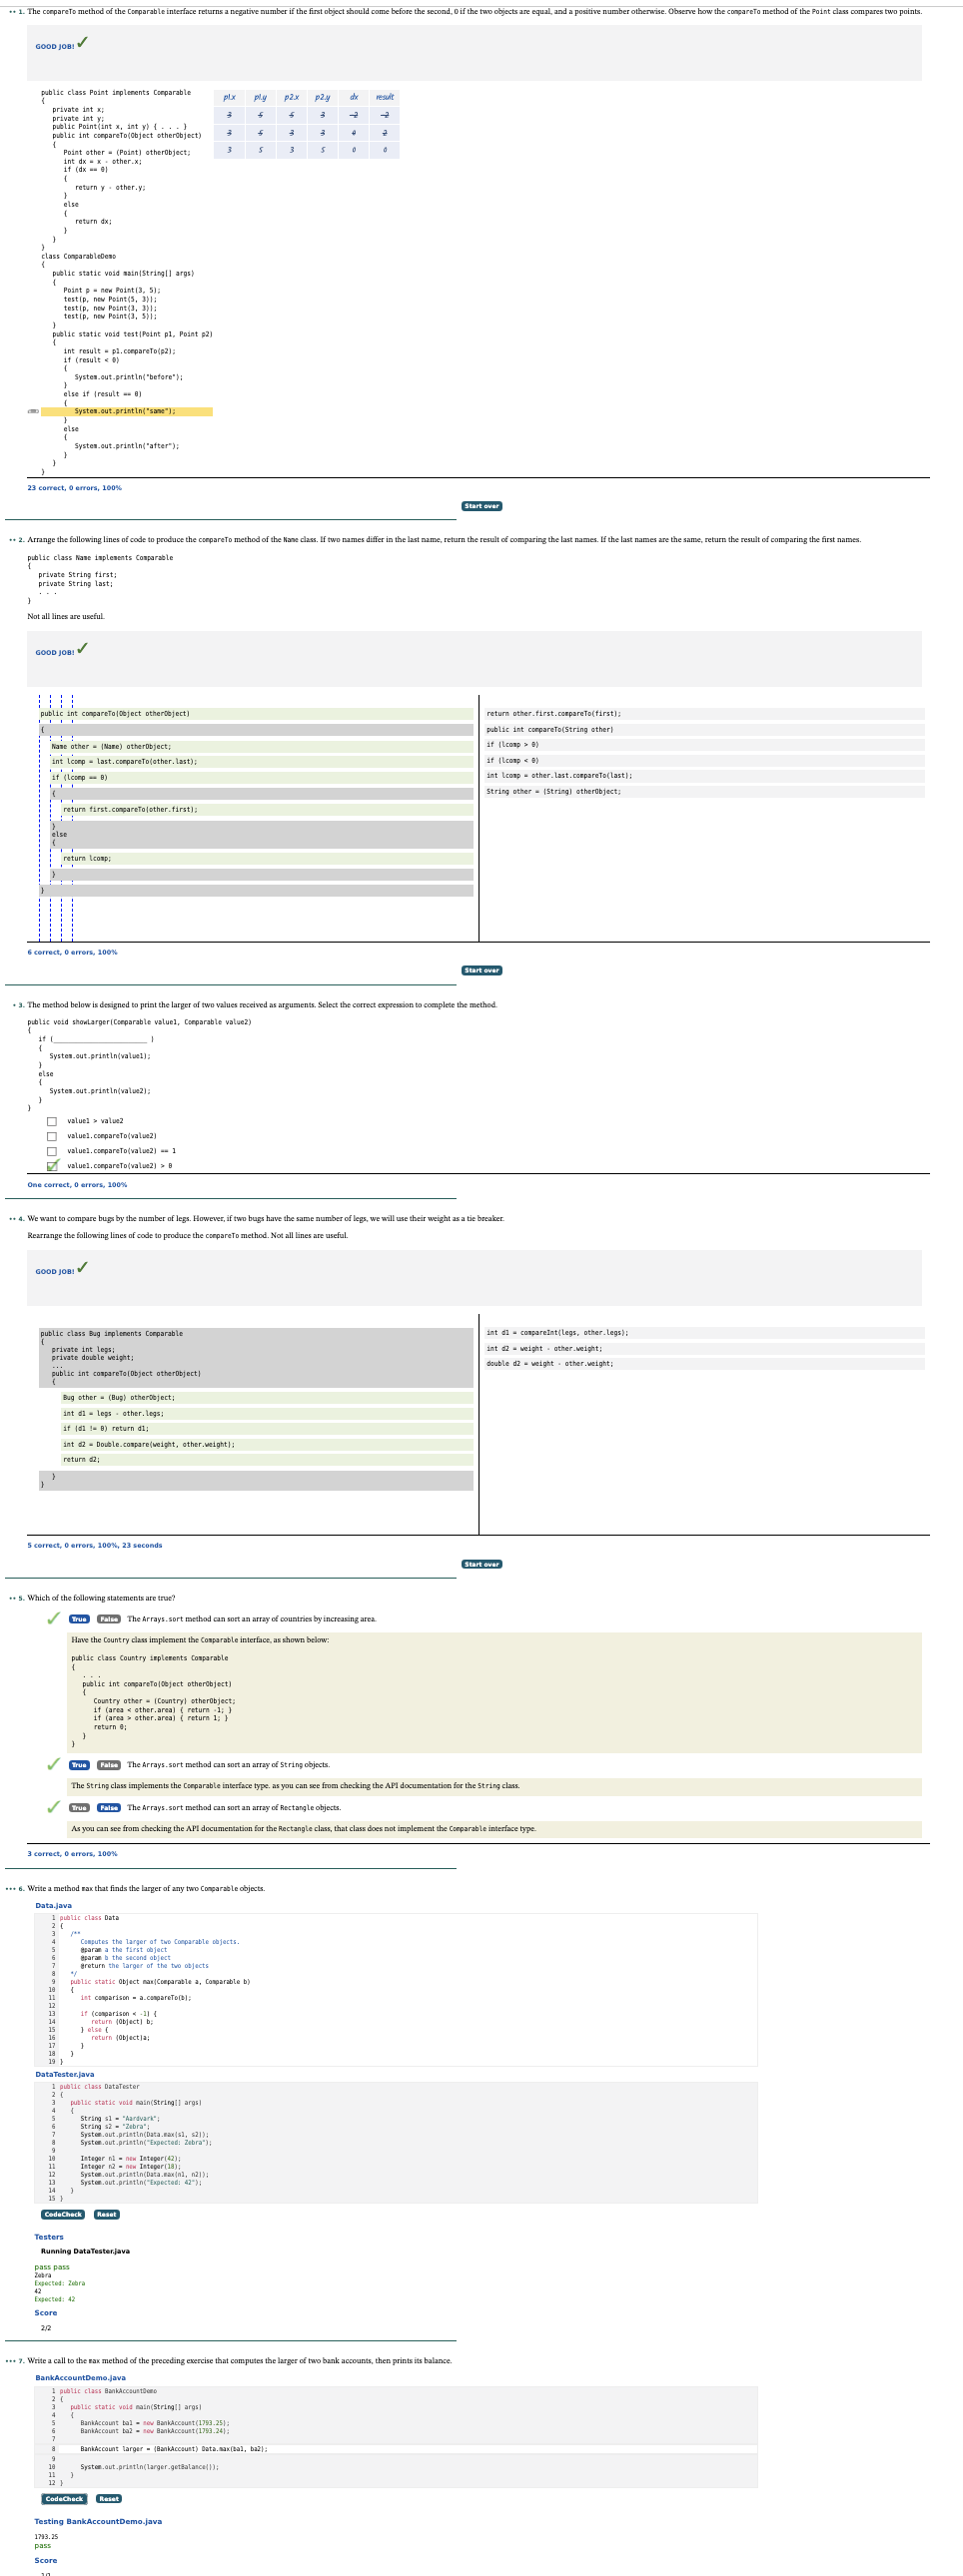 •• 1. The compareTo method of the Comparable interface returns a negative number if the first object should come before the second, 0 if the two objects are equal, and a positive number otherwise. Observe how the compareTo method of the Point class compares two points.
GOOD JOB! ✓
public class Point implements Comparable
{
private int x;
private int y;
public Point(int x, int y) { . . . }
public int compareTo(Object otherObject)
{
Point other = (Point) otherObject;
int dx = x - other.x;
if (dx == 0)
{
return y - other.y;
}
else
{
return dx;
}
}
}
class ComparableDemo
{
public static void main(String[] args)
{
Point p = new Point(3, 5);
test(p, new Point(5, 3));
test(p, new Point(3, 3));
test(p, new Point(3, 5));
}
public static void test(Point p1, Point p2)
{
int result = p1.compareTo(p2);
if (result < 0)
{
System.out.println("before");
}
else if (result == 0)
{
System.out.println("same");
}
else
{
System.out.println("after");
}
}
}
p1.x p1.y p2.x p2.y dx result
3 5 5 3 -2 -2
3 5 3 3 0 2
3 5 3 5 0 0
23 correct, 0 errors, 100%
Start over
•• 2. Arrange the following lines of code to produce the compareTo method of the Name class. If two names differ in the last name, return the result of comparing the last names. If the last names are the same, return the result of comparing the first names.
public class Name implements Comparable
{
private String first;
private String last;
. . .
}
Not all lines are useful.
GOOD JOB! ✓
public int compareTo(Object otherObject)
{
Name other = (Name) otherObject;
int lcomp = last.compareTo(other.last);
if (lcomp == 0)
{
return first.compareTo(other.first);
}
else
{
return lcomp;
}
}
return other.first.compareTo(first);
public int compareTo(String other)
if (lcomp > 0)
if (lcomp < 0)
int lcomp = other.last.compareTo(last);
String other = (String) otherObject;
6 correct, 0 errors, 100%
Start over
• 3. The method below is designed to print the larger of two values received as arguments. Select the correct expression to complete the method.
public void showLarger(Comparable value1, Comparable value2)
{
if (_________________________ )
{
System.out.println(value1);
}
else
{
System.out.println(value2);
}
}
value1 > value2
value1.compareTo(value2)
value1.compareTo(value2) == 1
value1.compareTo(value2) > 0
One correct, 0 errors, 100%
•• 4. We want to compare bugs by the number of legs. However, if two bugs have the same number of legs, we will use their weight as a tie breaker.
Rearrange the following lines of code to produce the compareTo method. Not all lines are useful.
GOOD JOB! ✓
public class Bug implements Comparable
{
private int legs;
private double weight;
...
public int compareTo(Object otherObject)
{
Bug other = (Bug) otherObject;
int d1 = legs - other.legs;
if (d1 != 0) return d1;
int d2 = Double.compare(weight, other.weight);
return d2;
}
}
int d1 = compareInt(legs, other.legs);
int d2 = weight - other.weight;
double d2 = weight - other.weight;
5 correct, 0 errors, 100%, 23 seconds
Start over
•• 5. Which of the following statements are true?
True False The Arrays.sort method can sort an array of countries by increasing area.
Have the Country class implement the Comparable interface, as shown below:
public class Country implements Comparable
{
. . .
public int compareTo(Object otherObject)
{
Country other = (Country) otherObject;
if (area < other.area) { return -1; }
if (area > other.area) { return 1; }
return 0;
}
}
True False The Arrays.sort method can sort an array of String objects.
The String class implements the Comparable interface type. as you can see from checking the API documentation for the String class.
True False The Arrays.sort method can sort an array of Rectangle objects.
As you can see from checking the API documentation for the Rectangle class, that class does not implement the Comparable interface type.
3 correct, 0 errors, 100%
••• 6. Write a method max that finds the larger of any two Comparable objects.
Data.java
1 public class Data
2 {
3 /**
4 Computes the larger of two Comparable objects.
5 @param a the first object
6 @param b the second object
7 @return the larger of the two objects
8 */
9 public static Object max(Comparable a, Comparable b)
10 {
11 int comparison = a.compareTo(b);
12
13 if (comparison < -1) {
14 return (Object) b;
15 } else {
16 return (Object)a;
17 }
18 }
19 }
DataTester.java
1 public class DataTester
2 {
3 public static void main(String[] args)
4 {
5 String s1 = "Aardvark";
6 String s2 = "Zebra";
7 System.out.println(Data.max(s1, s2));
8 System.out.println("Expected: Zebra");
9
10 Integer n1 = new Integer(42);
11 Integer n2 = new Integer(18);
12 System.out.println(Data.max(n1, n2));
13 System.out.println("Expected: 42");
14 }
15 }
CodeCheck Reset
Testers
Running DataTester.java
pass pass
Zebra
Expected: Zebra
42
Expected: 42
Score
2/2
••• 7. Write a call to the max method of the preceding exercise that computes the larger of two bank accounts, then prints its balance.
BankAccountDemo.java
1 public class BankAccountDemo
2 {
3 public static void main(String[] args)
4 {
5 BankAccount ba1 = new BankAccount(1793.25);
6 BankAccount ba2 = new BankAccount(1793.24);
7
8 BankAccount larger = (BankAccount) Data.max(ba1, ba2);
9
10 System.out.println(larger.getBalance());
11 }
12 }
CodeCheck Reset
Testing BankAccountDemo.java
1793.25
pass
Score